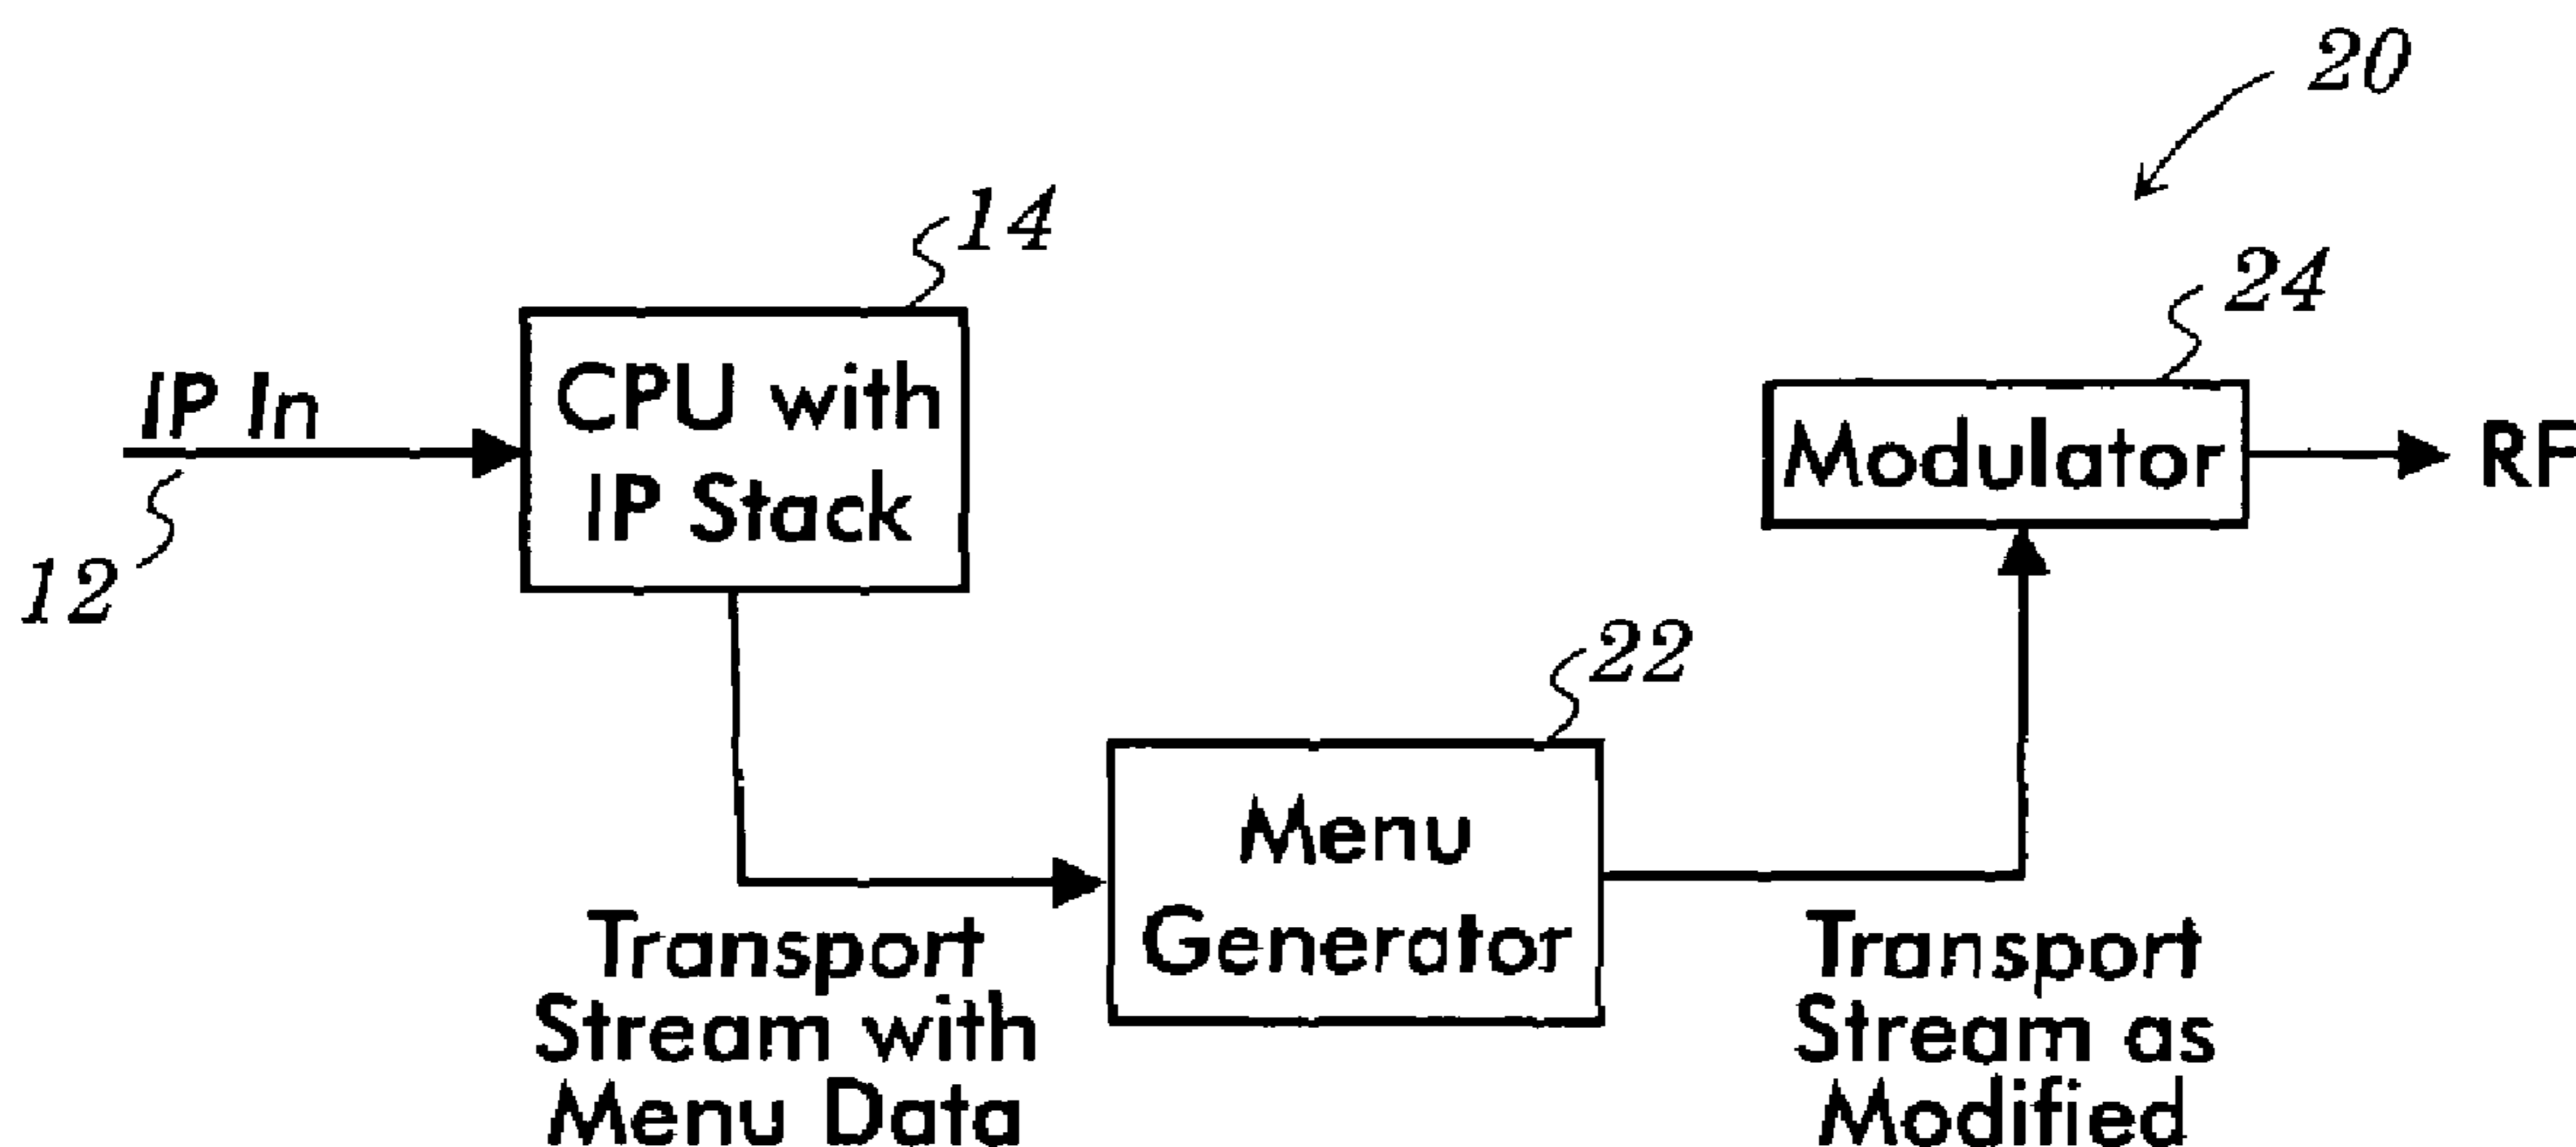 20
14
24
IP In
CPU with
IP Stack
Modulator
RF
12
22
Menu
Generator
Transport
Stream with
Menu Data
Transport
Stream as
Modified